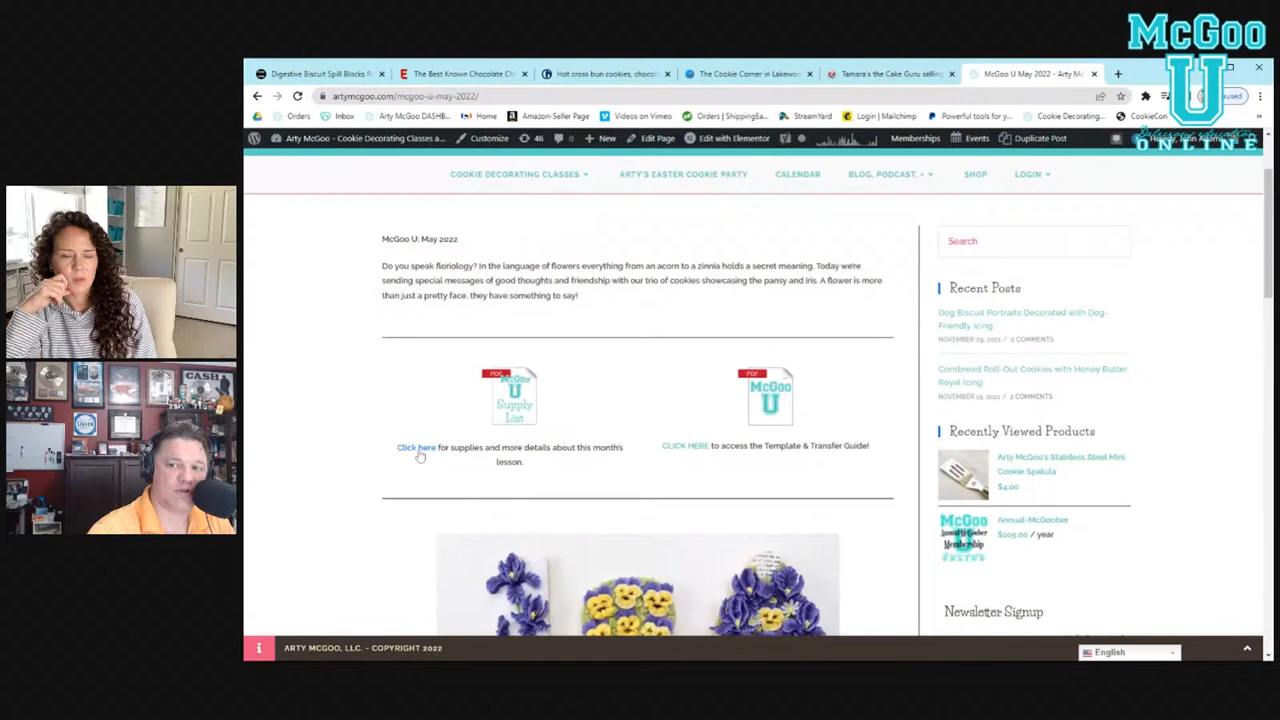 McGoo
U
ONLINE
Digestive Biscuit Spill Blocks R
The Best Known Chocolate Ch
Hot cross bun cookies, chocol
The Cookie Corner in Lakewoo
Tamara's the Cake Guru selling
McGoo U May 2022 - Arty Mc
artymcgoo.com/mcgoo-u-may-2022/
Orders
Inbox
Arty McGoo DASHB...
Home
Amazon-Seller Page
Videos on Vimeo
Orders | ShippingEa...
StreamYard
Login | Mailchimp
Powerful tools for y...
Cookie Decorating...
CookieCon
Arty McGoo - Cookie Decorating Classes a...
Customize
46
0
New
Edit Page
Edit with Elementor
Memberships
Events
Duplicate Post
COOKIE DECORATING CLASSES
ARTY'S EASTER COOKIE PARTY
CALENDAR
BLOG, PODCAST, +
SHOP
LOGIN
McGoo U: May 2022
Do you speak floriology? In the language of flowers everything from an acorn to a zinnia holds a secret meaning. Today we're
sending special messages of good thoughts and friendship with our trio of cookies showcasing the pansy and iris. A flower is more
than just a pretty face, they have something to say!
PDF
McGoo
U
Supply
List
Click here for supplies and more details about this month's
lesson.
PDF
McGoo
U
CLICK HERE to access the Template & Transfer Guide!
Search
Recent Posts
Dog Biscuit Portraits Decorated with Dog-
Friendly Icing
NOVEMBER 29, 2021 / 0 COMMENTS
Cornbread Roll-Out Cookies with Honey Butter
Royal Icing
NOVEMBER 15, 2021 / 2 COMMENTS
Recently Viewed Products
Arty McGoo's Stainless Steel Mini
Cookie Spatula
$4.00
McGoo
Annual McGoober
Membership
ONLINE
Annual-McGoober
$105.00 / year
Newsletter Signup
ARTY MCGOO, LLC. - COPYRIGHT 2022
English
CASH